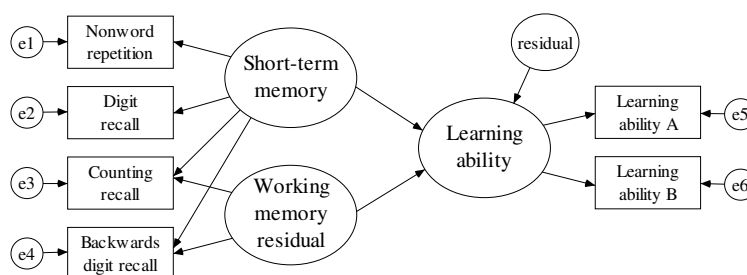 e1
Nonword
repetition
Short-term
memory
residual
e2
Digit
recall
Learning
ability
Learning
ability A
e5
e3
Counting
recall
Working
memory
residual
Learning
ability B
e6
e4
Backwards
digit recall